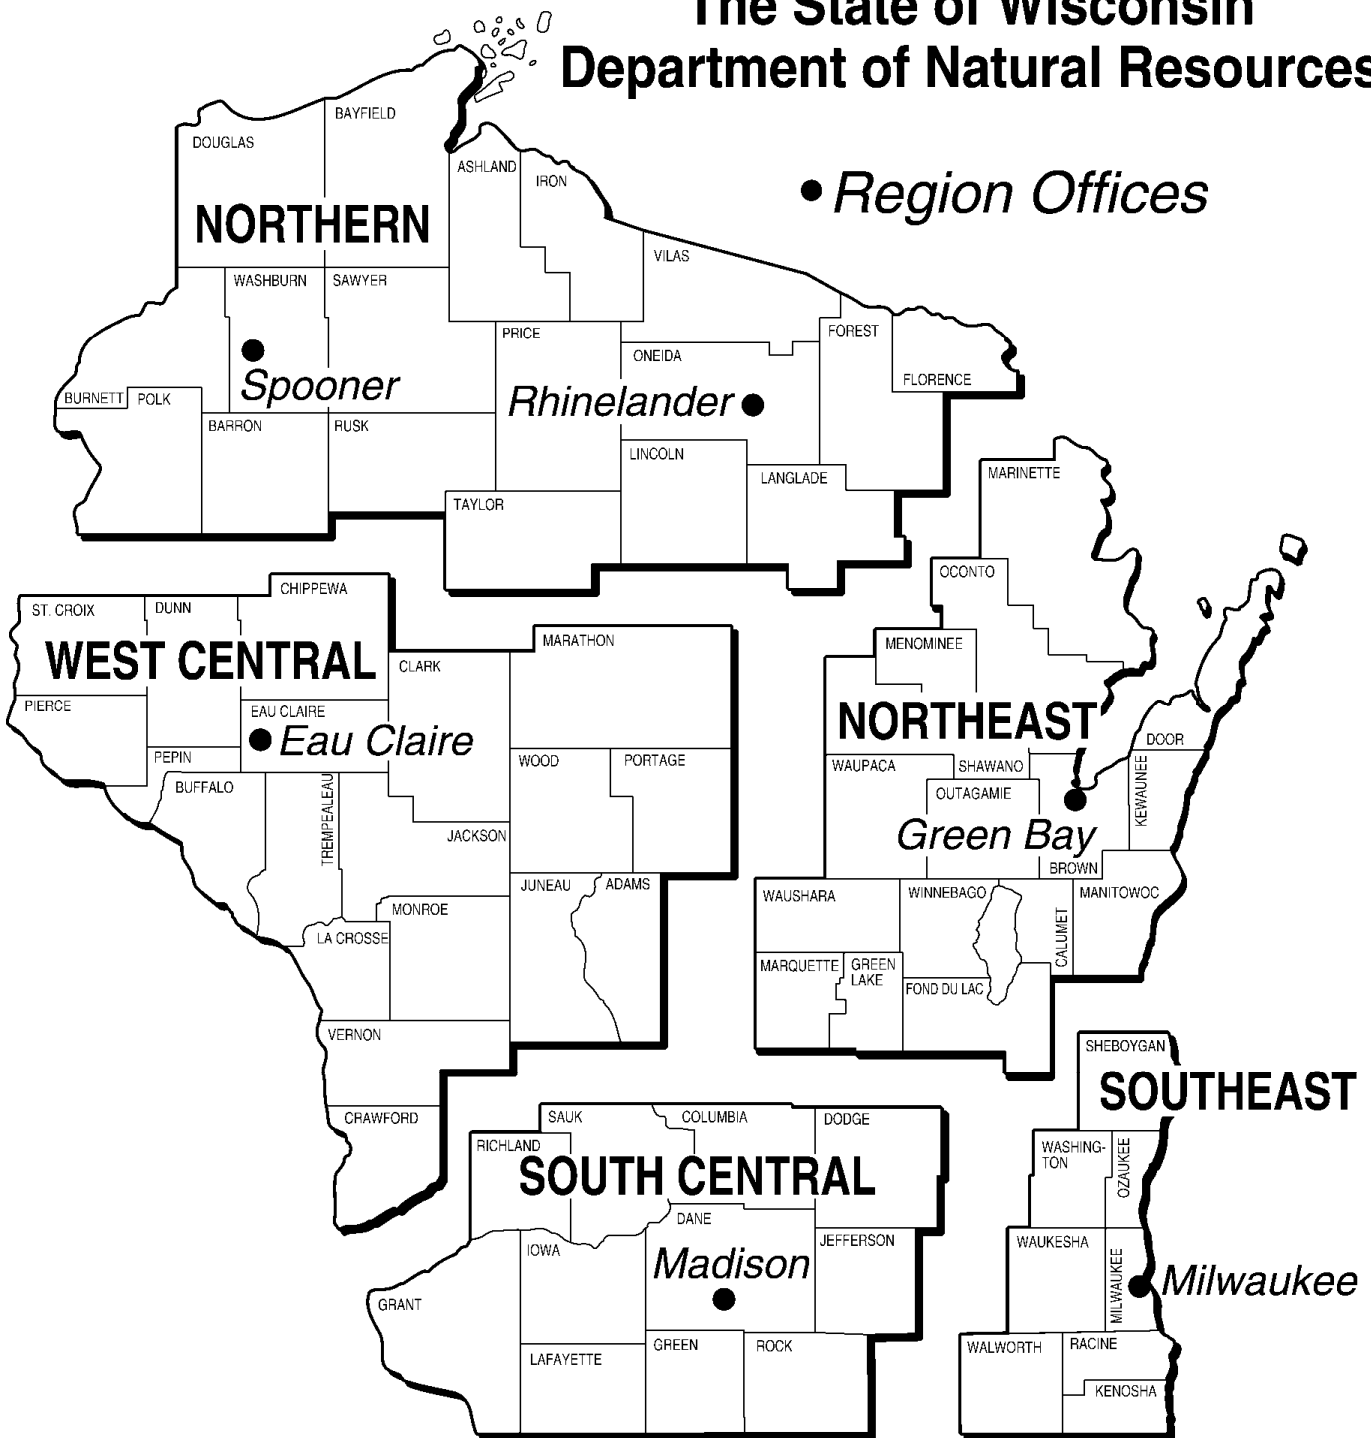 The State of Wisconsin
Department of Natural Resources
Region Offices
BAYFIELD
DOUGLAS
ASHLAND
IRON
NORTHERN
VILAS
WASHBURN
SAWYER
PRICE
FOREST
ONEIDA
FLORENCE
Spooner
Rhinelander
BURNETT
POLK
BARRON
RUSK
LINCOLN
LANGLADE
TAYLOR
MARINETTE
OCONTO
MENOMINEE
NORTHEAST
DOOR
WAUPACA
SHAWANO
OUTAGAMIE
KEWAUNEE
Green Bay
BROWN
WAUSHARA
WINNEBAGO
MANITOWOC
CALUMET
MARQUETTE
GREEN
LAKE
FOND DU LAC
CHIPPEWA
ST. CROIX
DUNN
WEST CENTRAL
MARATHON
CLARK
PIERCE
EAU CLAIRE
Eau Claire
PEPIN
WOOD
PORTAGE
BUFFALO
TREMPEALEAU
JACKSON
JUNEAU
ADAMS
MONROE
LA CROSSE
VERNON
CRAWFORD
SAUK
COLUMBIA
DODGE
RICHLAND
SOUTH CENTRAL
DANE
IOWA
JEFFERSON
Madison
GRANT
LAFAYETTE
GREEN
ROCK
SHEBOYGAN
SOUTHEAST
WASHING-
TON
OZAUKEE
WAUKESHA
MILWAUKEE
Milwaukee
WALWORTH
RACINE
KENOSHA